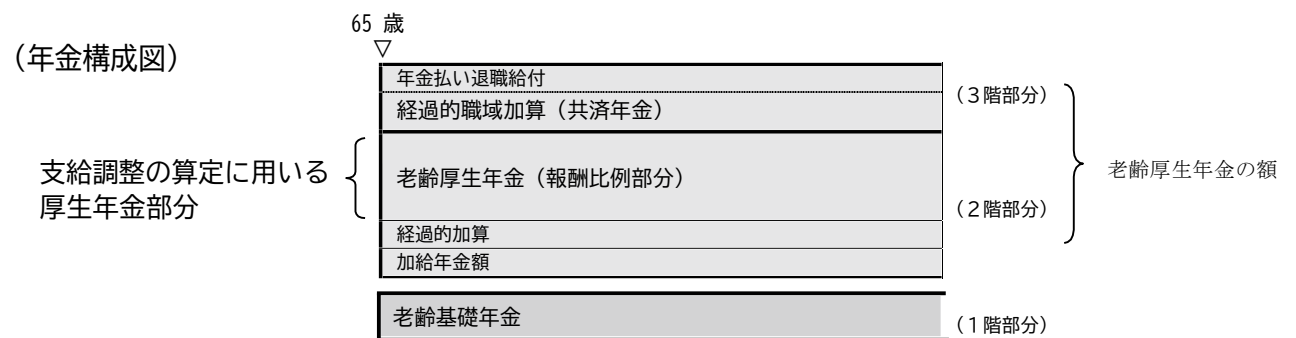 65 歳
▽
（年金構成図）
年金払い退職給付
（３階部分）
経過的職域加算（共済年金）
支給調整の算定に用いる
厚生年金部分
老齢厚生年金（報酬比例部分）
老齢厚生年金の額
（２階部分）
経過的加算
加給年金額
老齢基礎年金
（１階部分）